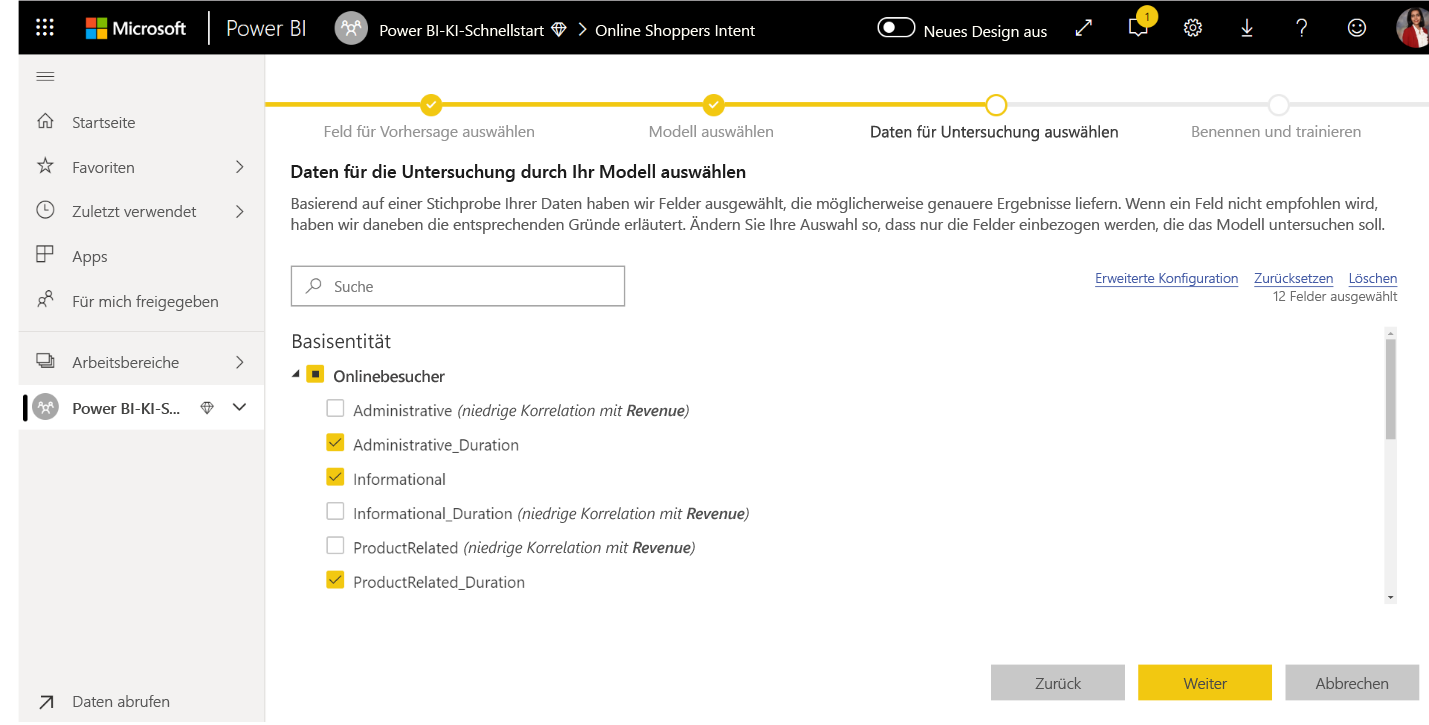 Microsoft Power BI Power BI-KI-Schnellstart > Online Shoppers Intent Neues Design aus 1 ?
Startseite
Favoriten
Zuletzt verwendet
Apps
Für mich freigegeben
Arbeitsbereiche
Power BI-KI-S...
Daten abrufen
Feld für Vorhersage auswählen Modell auswählen Daten für Untersuchung auswählen Benennen und trainieren
Daten für die Untersuchung durch Ihr Modell auswählen
Basierend auf einer Stichprobe Ihrer Daten haben wir Felder ausgewählt, die möglicherweise genauere Ergebnisse liefern. Wenn ein Feld nicht empfohlen wird,
haben wir daneben die entsprechenden Gründe erläutert. Ändern Sie Ihre Auswahl so, dass nur die Felder einbezogen werden, die das Modell untersuchen soll.
Suche
Erweiterte Konfiguration Zurücksetzen Löschen
12 Felder ausgewählt
Basisentität
Onlinebesucher
Administrative (niedrige Korrelation mit Revenue)
Administrative_Duration
Informational
Informational_Duration (niedrige Korrelation mit Revenue)
ProductRelated (niedrige Korrelation mit Revenue)
ProductRelated_Duration
Zurück Weiter Abbrechen